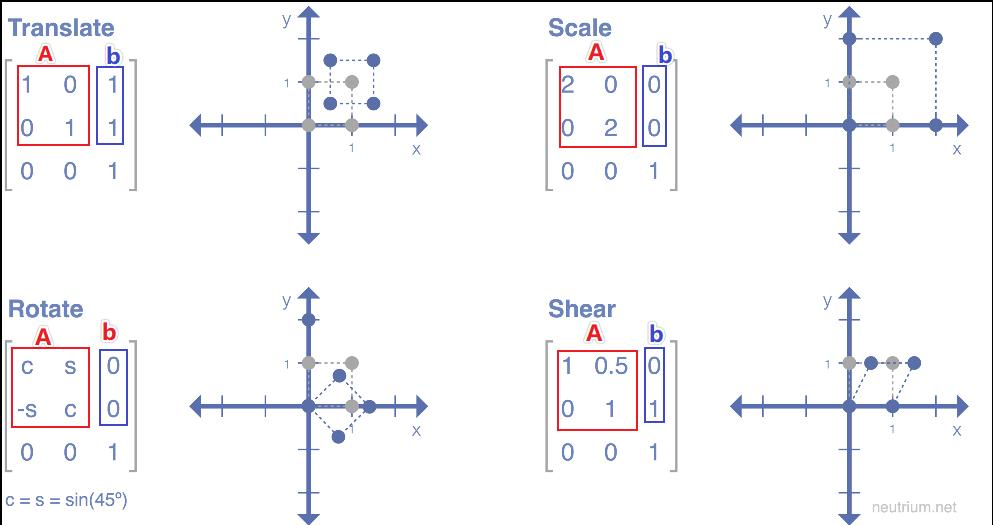 Translate
A b
1 0 1
0 1 1
0 0 1
y
1
1
x
Scale
A b
2 0 0
0 2 0
0 0 1
y
1
1
x
Rotate
A b
c s 0
-s c 0
0 0 1
c = s = sin(45º)
y
1
1
x
Shear
A b
1 0.5 0
0 1 1
0 0 1
y
1
1
x
neutrium.net